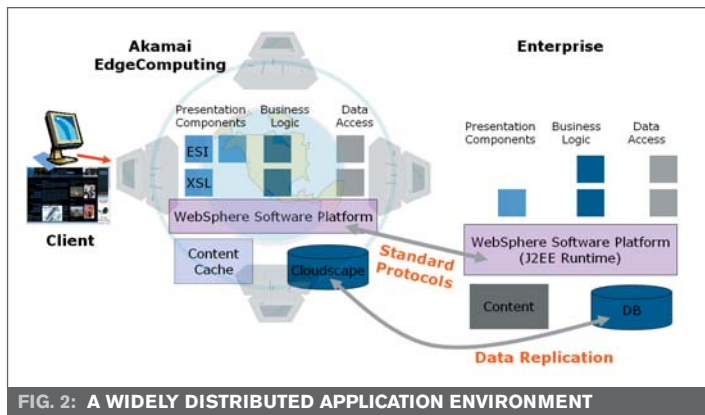 Akamai
EdgeComputing
Enterprise
Presentation
Components
Business
Logic
Data
Access
ESI
XSL
WebSphere Software Platform
Content
Cache
Cloudscape
Client
Standard
Protocols
Presentation
Components
Business
Logic
Data
Access
WebSphere Software Platform
(J2EE Runtime)
Content
DB
Data Replication
FIG. 2: A WIDELY DISTRIBUTED APPLICATION ENVIRONMENT